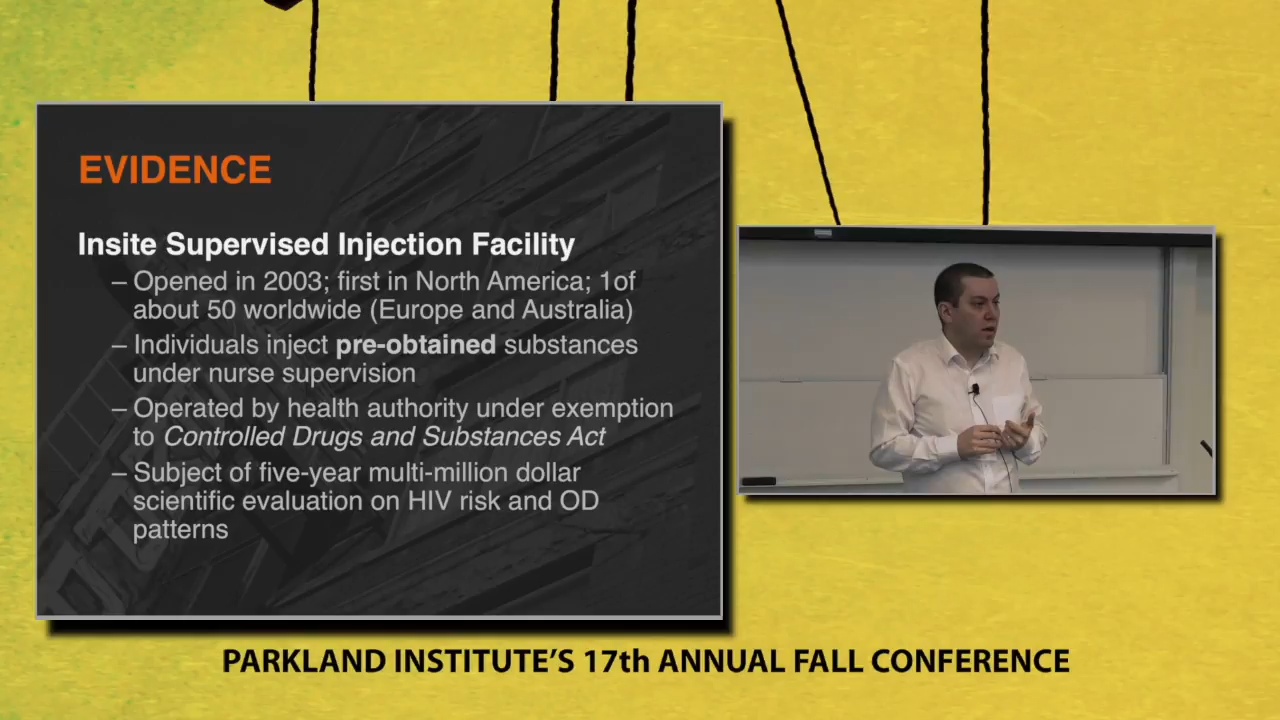 EVIDENCE
Insite Supervised Injection Facility
– Opened in 2003; first in North America; 1of
about 50 worldwide (Europe and Australia)
– Individuals inject pre-obtained substances
under nurse supervision
– Operated by health authority under exemption
to Controlled Drugs and Substances Act
– Subject of five-year multi-million dollar
scientific evaluation on HIV risk and OD
patterns
PARKLAND INSTITUTE'S 17th ANNUAL FALL CONFERENCE